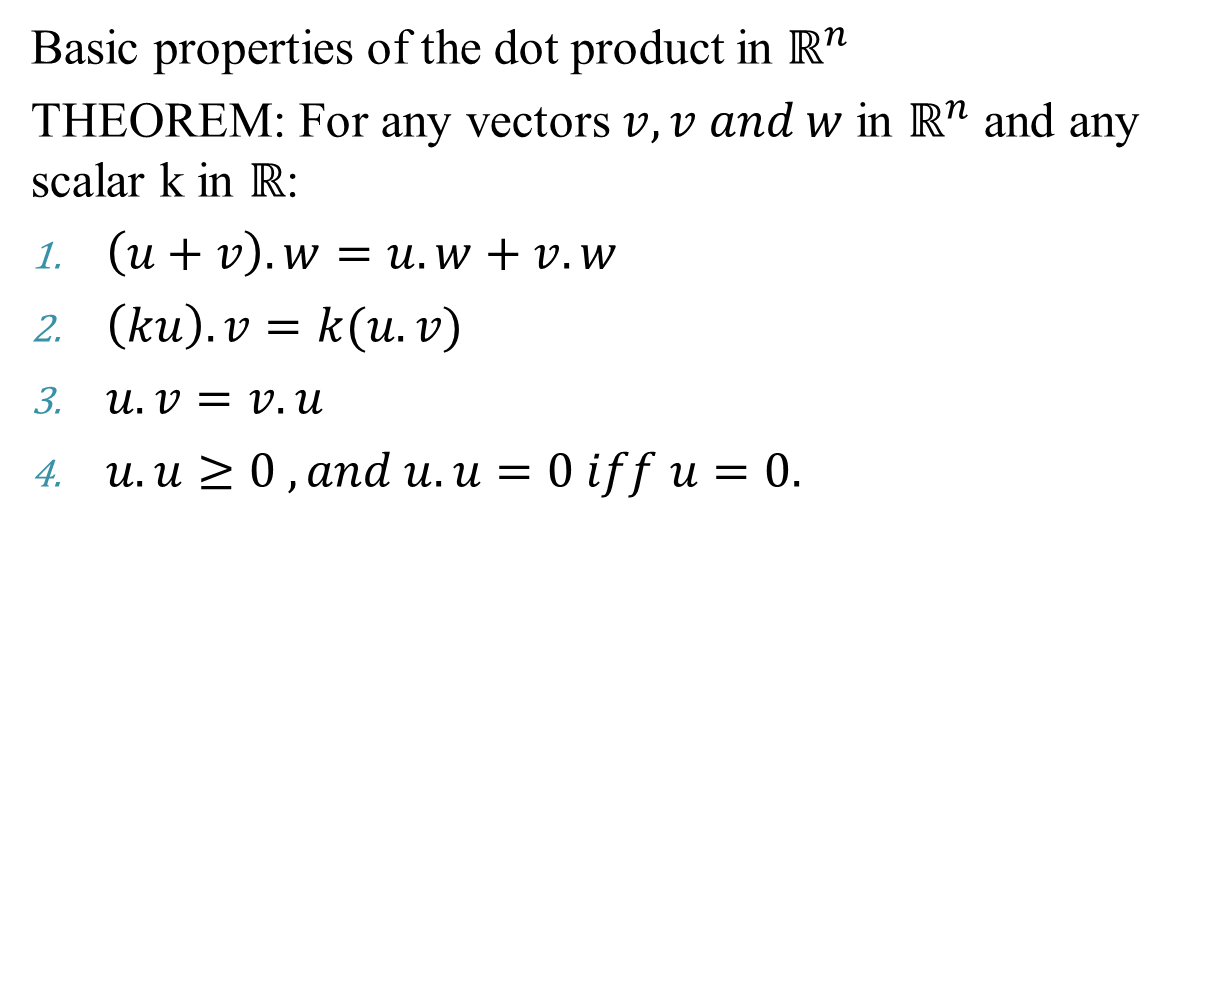 Basic properties of the dot product in ℝⁿ
THEOREM: For any vectors v, v and w in ℝⁿ and any
scalar k in ℝ:
1. (u + v). w = u. w + v. w
2. (ku). v = k(u. v)
3. u. v = v. u
4. u. u ≥ 0 , and u. u = 0 iff u = 0.